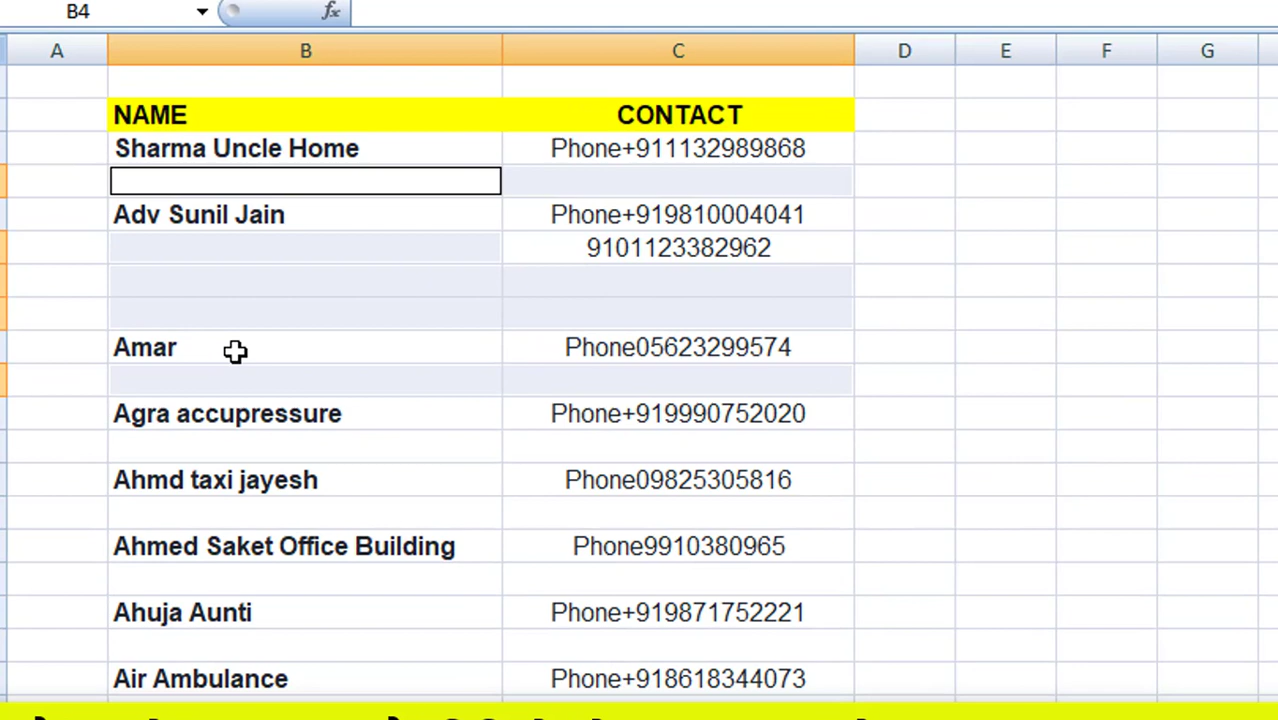 B4 fx
A B C D E F G
NAME CONTACT
Sharma Uncle Home Phone+911132989868
Adv Sunil Jain Phone+919810004041
9101123382962
Amar Phone05623299574
Agra accupressure Phone+919990752020
Ahmd taxi jayesh Phone09825305816
Ahmed Saket Office Building Phone9910380965
Ahuja Aunti Phone+919871752221
Air Ambulance Phone+918618344073